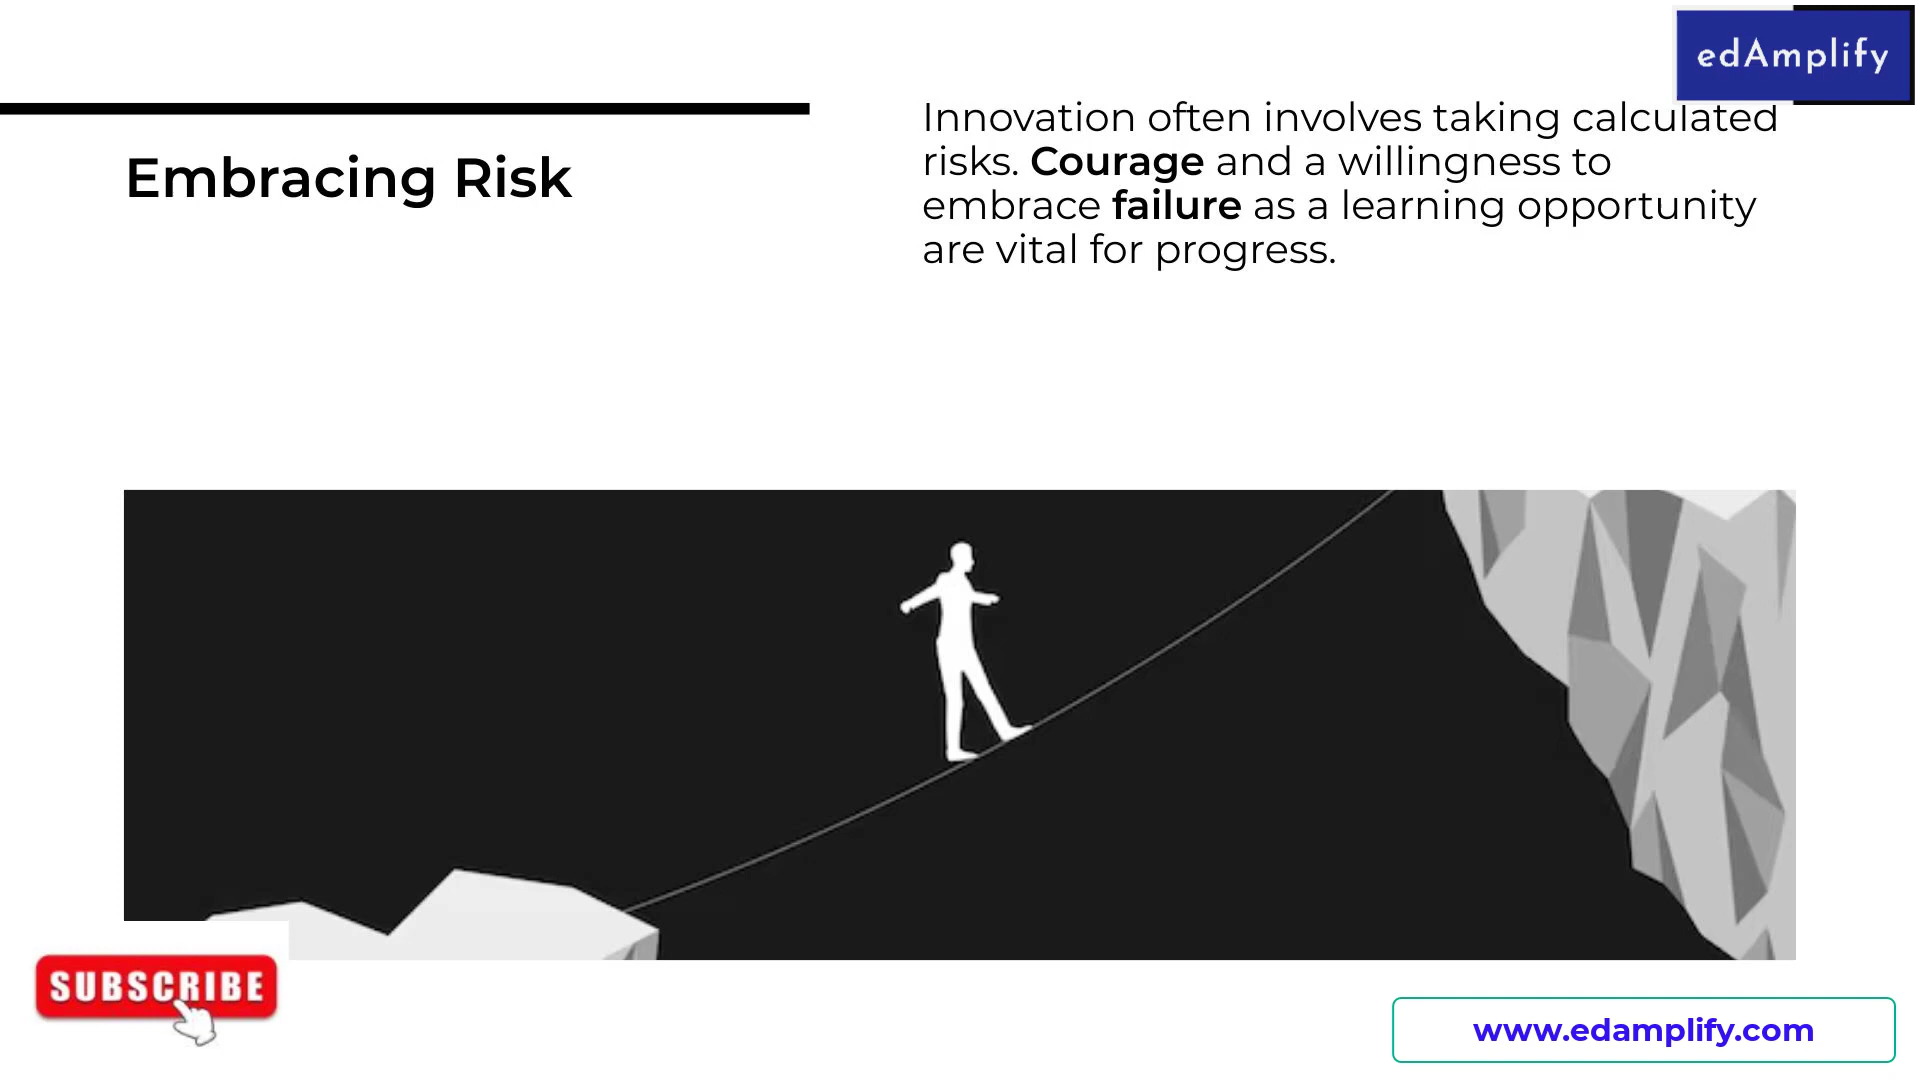 edAmplify
Embracing Risk
Innovation often involves taking calculated
risks. Courage and a willingness to
embrace failure as a learning opportunity
are vital for progress.
SUBSCRIBE
www.edamplify.com